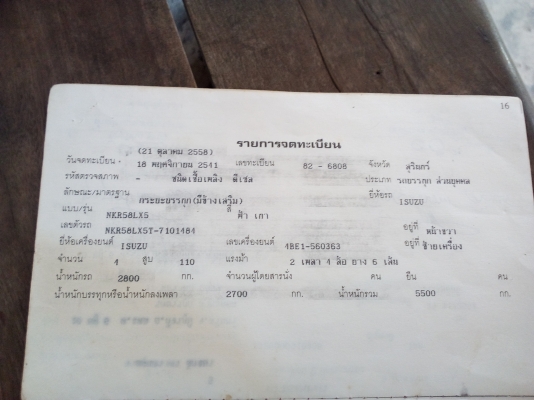 16
รายการจดทะเบียน
(21 ตุลาคม 2558)
วันจดทะเบียน 18 พฤศจิกายน 2541 เลขทะเบียน 82 - 6808 จังหวัด สุรินทร์
รหัสตรวจสภาพ - ชนิดเชื้อเพลิง ดีเซล ประเภท รถบรรทุก ส่วนบุคคล
ลักษณะ/มาตรฐาน กระบะบรรทุก(มีข้างเสริม) ยี่ห้อรถ ISUZU
แบบ/รุ่น NKR58LX5 สี ฟ้า เทา
เลขตัวรถ NKR58LX5T-7101484 อยู่ที่ หน้าขวา
ยี่ห้อเครื่องยนต์ ISUZU เลขเครื่องยนต์ 4BE1-560363 อยู่ที่ ซ้ายเครื่อง
จำนวน 4 สูบ 110 แรงม้า 2 เพลา 4 ล้อ ยาง 6 เส้น
น้ำหนักรถ 2800 กก. จำนวนผู้โดยสารนั่ง คน ยืน คน
น้ำหนักบรรทุกหรือน้ำหนักลงเพลา 2700 กก. น้ำหนักรวม 5500 กก.